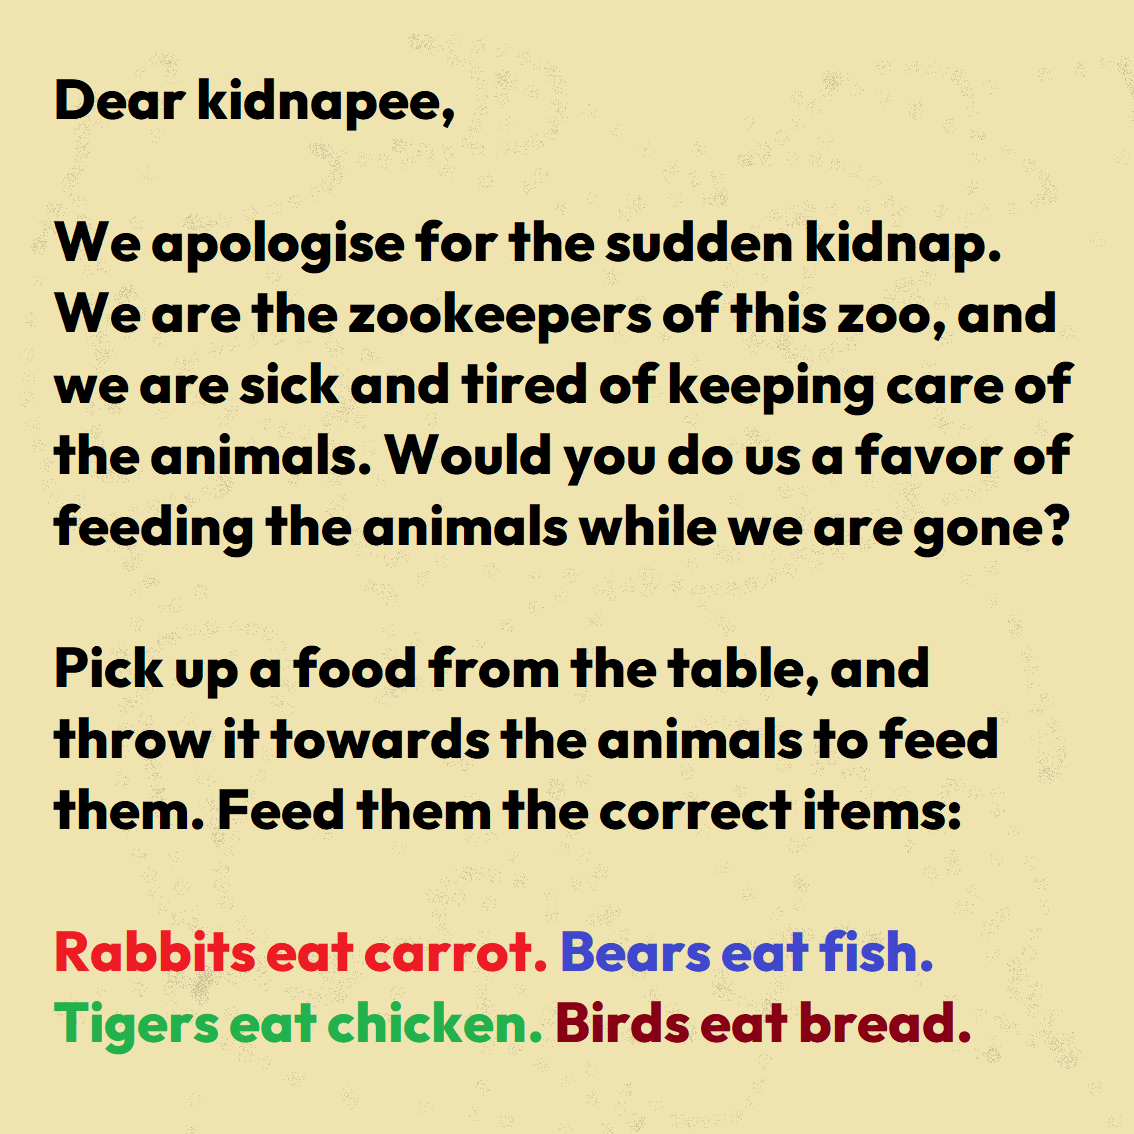 Dear kidnapee,
We apologise for the sudden kidnap.
We are the zookeepers of this zoo, and
we are sick and tired of keeping care of
the animals. Would you do us a favor of
feeding the animals while we are gone?
Pick up a food from the table, and
throw it towards the animals to feed
them. Feed them the correct items:
Rabbits eat carrot. Bears eat fish.
Tigers eat chicken. Birds eat bread.